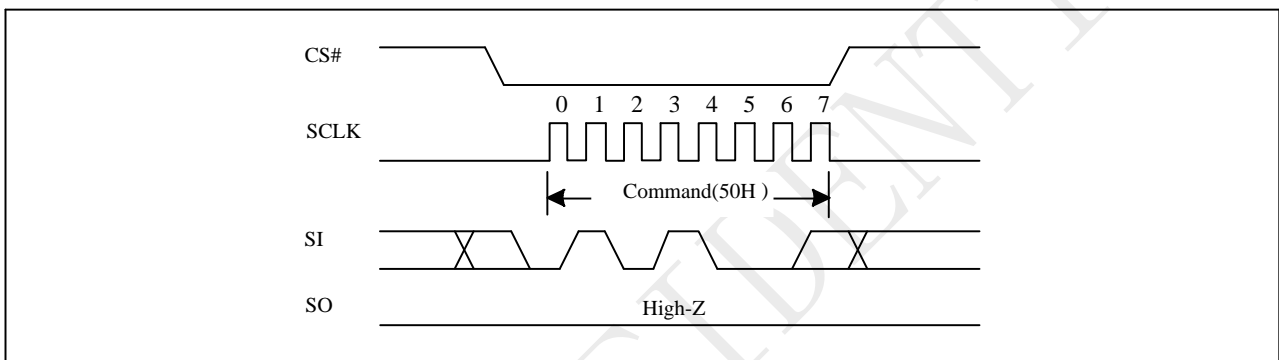 CS#
0 1 2 3 4 5 6 7
SCLK
Command(50H )
SI
SO
High-Z